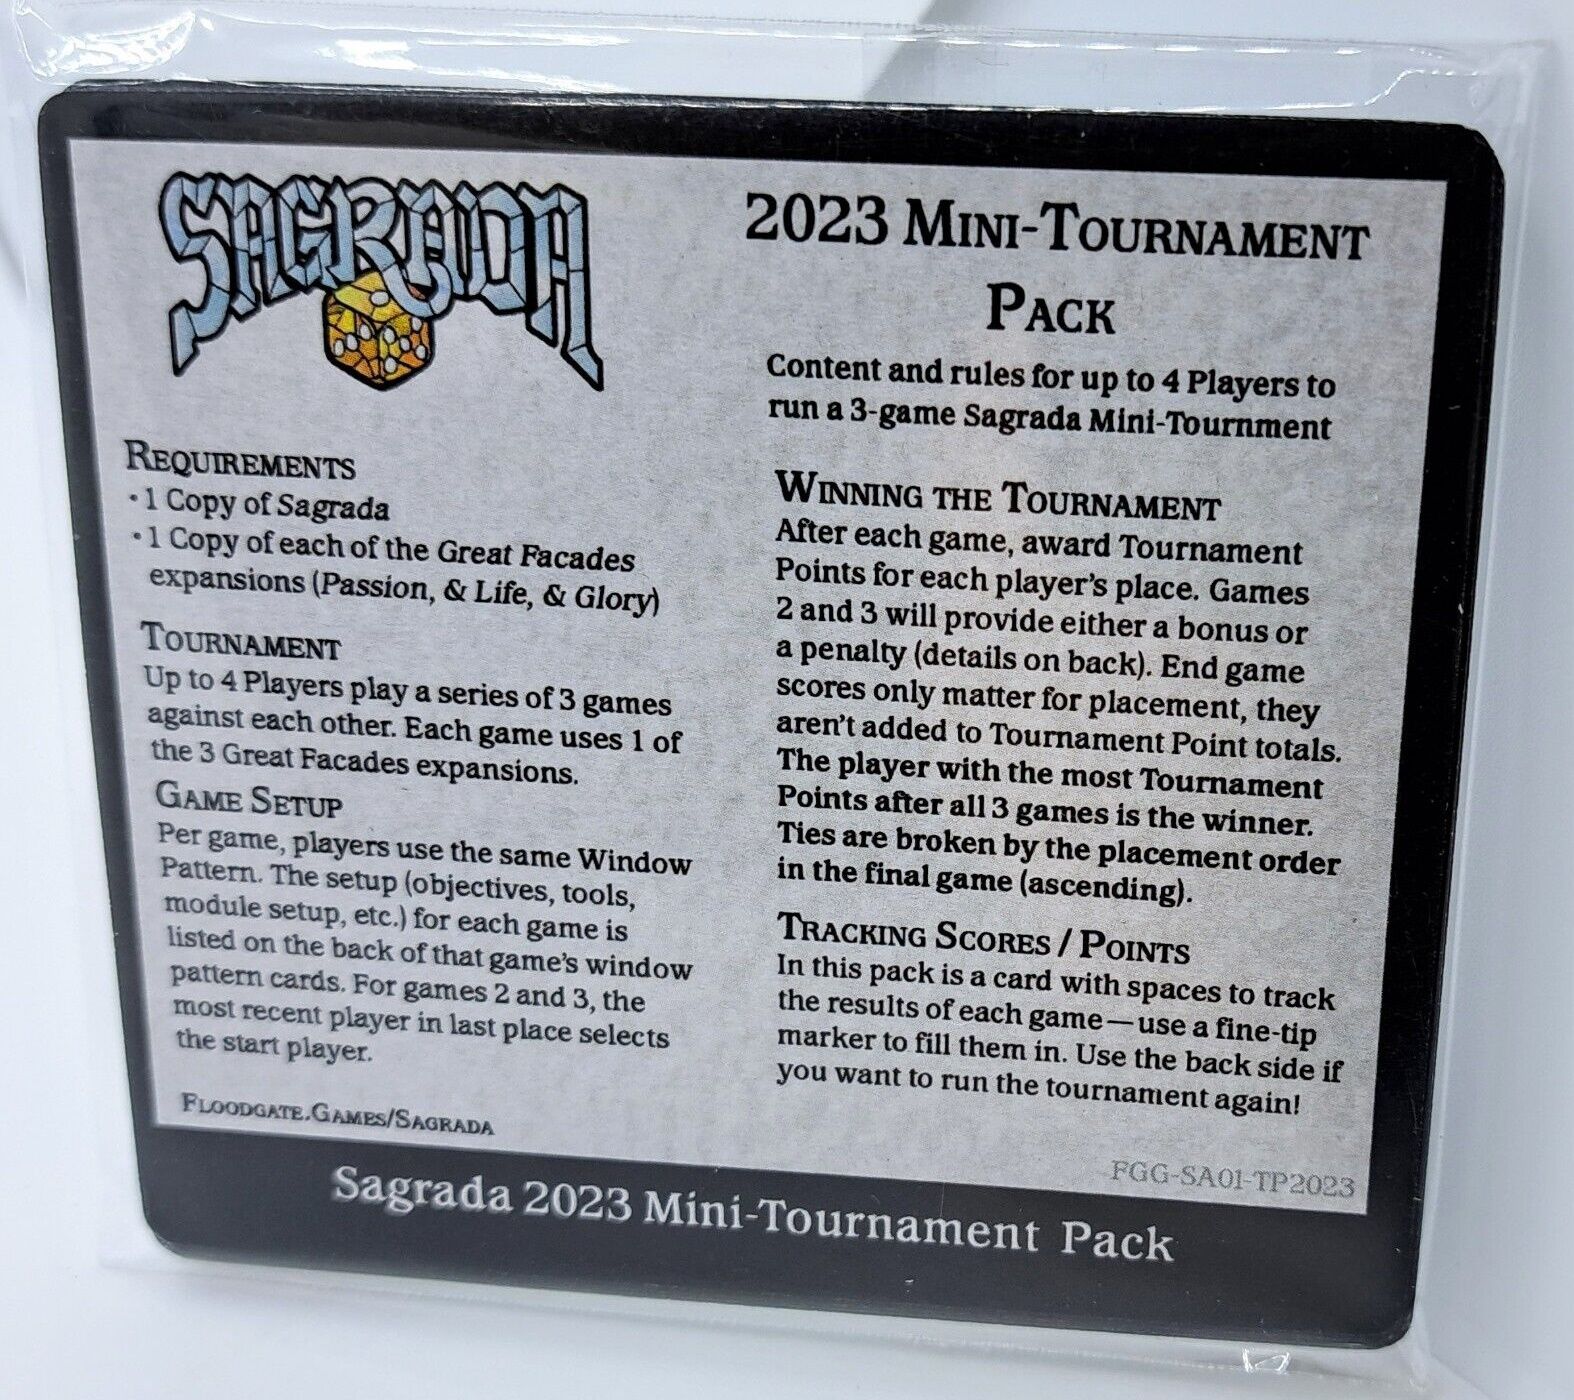 SAGRADA
Requirements
• 1 Copy of Sagrada
• 1 Copy of each of the Great Facades
expansions (Passion, & Life, & Glory)
Tournament
Up to 4 Players play a series of 3 games
against each other. Each game uses 1 of
the 3 Great Facades expansions.
Game Setup
Per game, players use the same Window
Pattern. The setup (objectives, tools,
module setup, etc.) for each game is
listed on the back of that game's window
pattern cards. For games 2 and 3, the
most recent player in last place selects
the start player.
Floodgate.Games/Sagrada
2023 Mini-Tournament
Pack
Content and rules for up to 4 Players to
run a 3-game Sagrada Mini-Tournment
Winning the Tournament
After each game, award Tournament
Points for each player's place. Games
2 and 3 will provide either a bonus or
a penalty (details on back). End game
scores only matter for placement, they
aren't added to Tournament Point totals.
The player with the most Tournament
Points after all 3 games is the winner.
Ties are broken by the placement order
in the final game (ascending).
Tracking Scores / Points
In this pack is a card with spaces to track
the results of each game—use a fine-tip
marker to fill them in. Use the back side if
you want to run the tournament again!
FGG-SA01-TP2023
Sagrada 2023 Mini-Tournament Pack